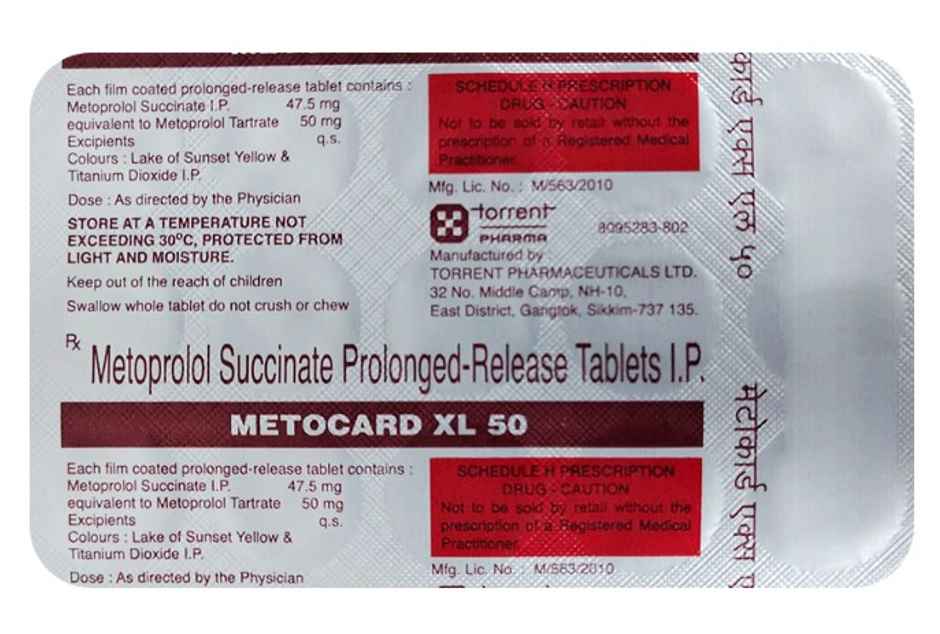 Each film coated prolonged-release tablet contains :
Metoprolol Succinate I.P. 47.5 mg
equivalent to Metoprolol Tartrate 50 mg
Excipients q.s.
Colours : Lake of Sunset Yellow &
Titanium Dioxide I.P.
Dose : As directed by the Physician
STORE AT A TEMPERATURE NOT
EXCEEDING 30°C, PROTECTED FROM
LIGHT AND MOISTURE.
Keep out of the reach of children
Swallow whole tablet do not crush or chew
SCHEDULE H PRESCRIPTION
DRUG - CAUTION
Not to be sold by retail without the
prescription of a Registered Medical
Practitioner.
Mfg. Lic. No. : M/563/2010
torrent
PHARMA
8095283-802
Manufactured by :
TORRENT PHARMACEUTICALS LTD.
32 No. Middle Camp, NH-10,
East District, Gangtok, Sikkim-737 135.
Rx
Metoprolol Succinate Prolonged-Release Tablets I.P.
METOCARD XL 50
Each film coated prolonged-release tablet contains :
Metoprolol Succinate I.P. 47.5 mg
equivalent to Metoprolol Tartrate 50 mg
Excipients q.s.
Colours : Lake of Sunset Yellow &
Titanium Dioxide I.P.
Dose : As directed by the Physician
SCHEDULE H PRESCRIPTION
DRUG - CAUTION
Not to be sold by retail without the
prescription of a Registered Medical
Practitioner.
Mfg. Lic. No. : M/563/2010
कार्ड एक्स एल ५०
मेटोकार्ड एक्स ए